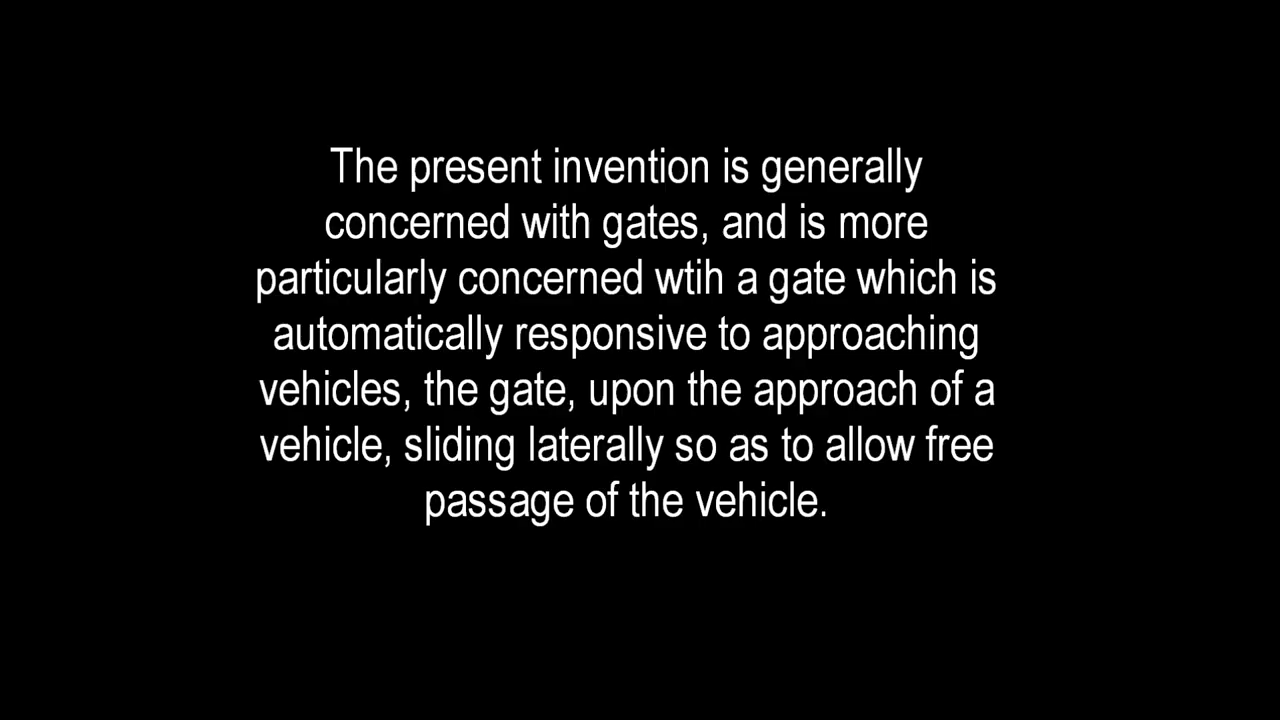 The present invention is generally
concerned with gates, and is more
particularly concerned wtih a gate which is
automatically responsive to approaching
vehicles, the gate, upon the approach of a
vehicle, sliding laterally so as to allow free
passage of the vehicle.